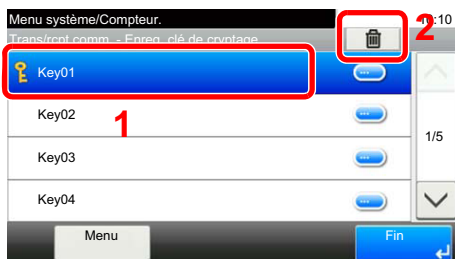 Menu système/Compteur.
10:10
Trans/rcpt comm. - Enreg. clé de cryptage
2
Key01
Key02
1
1/5
Key03
Key04
Menu
Fin